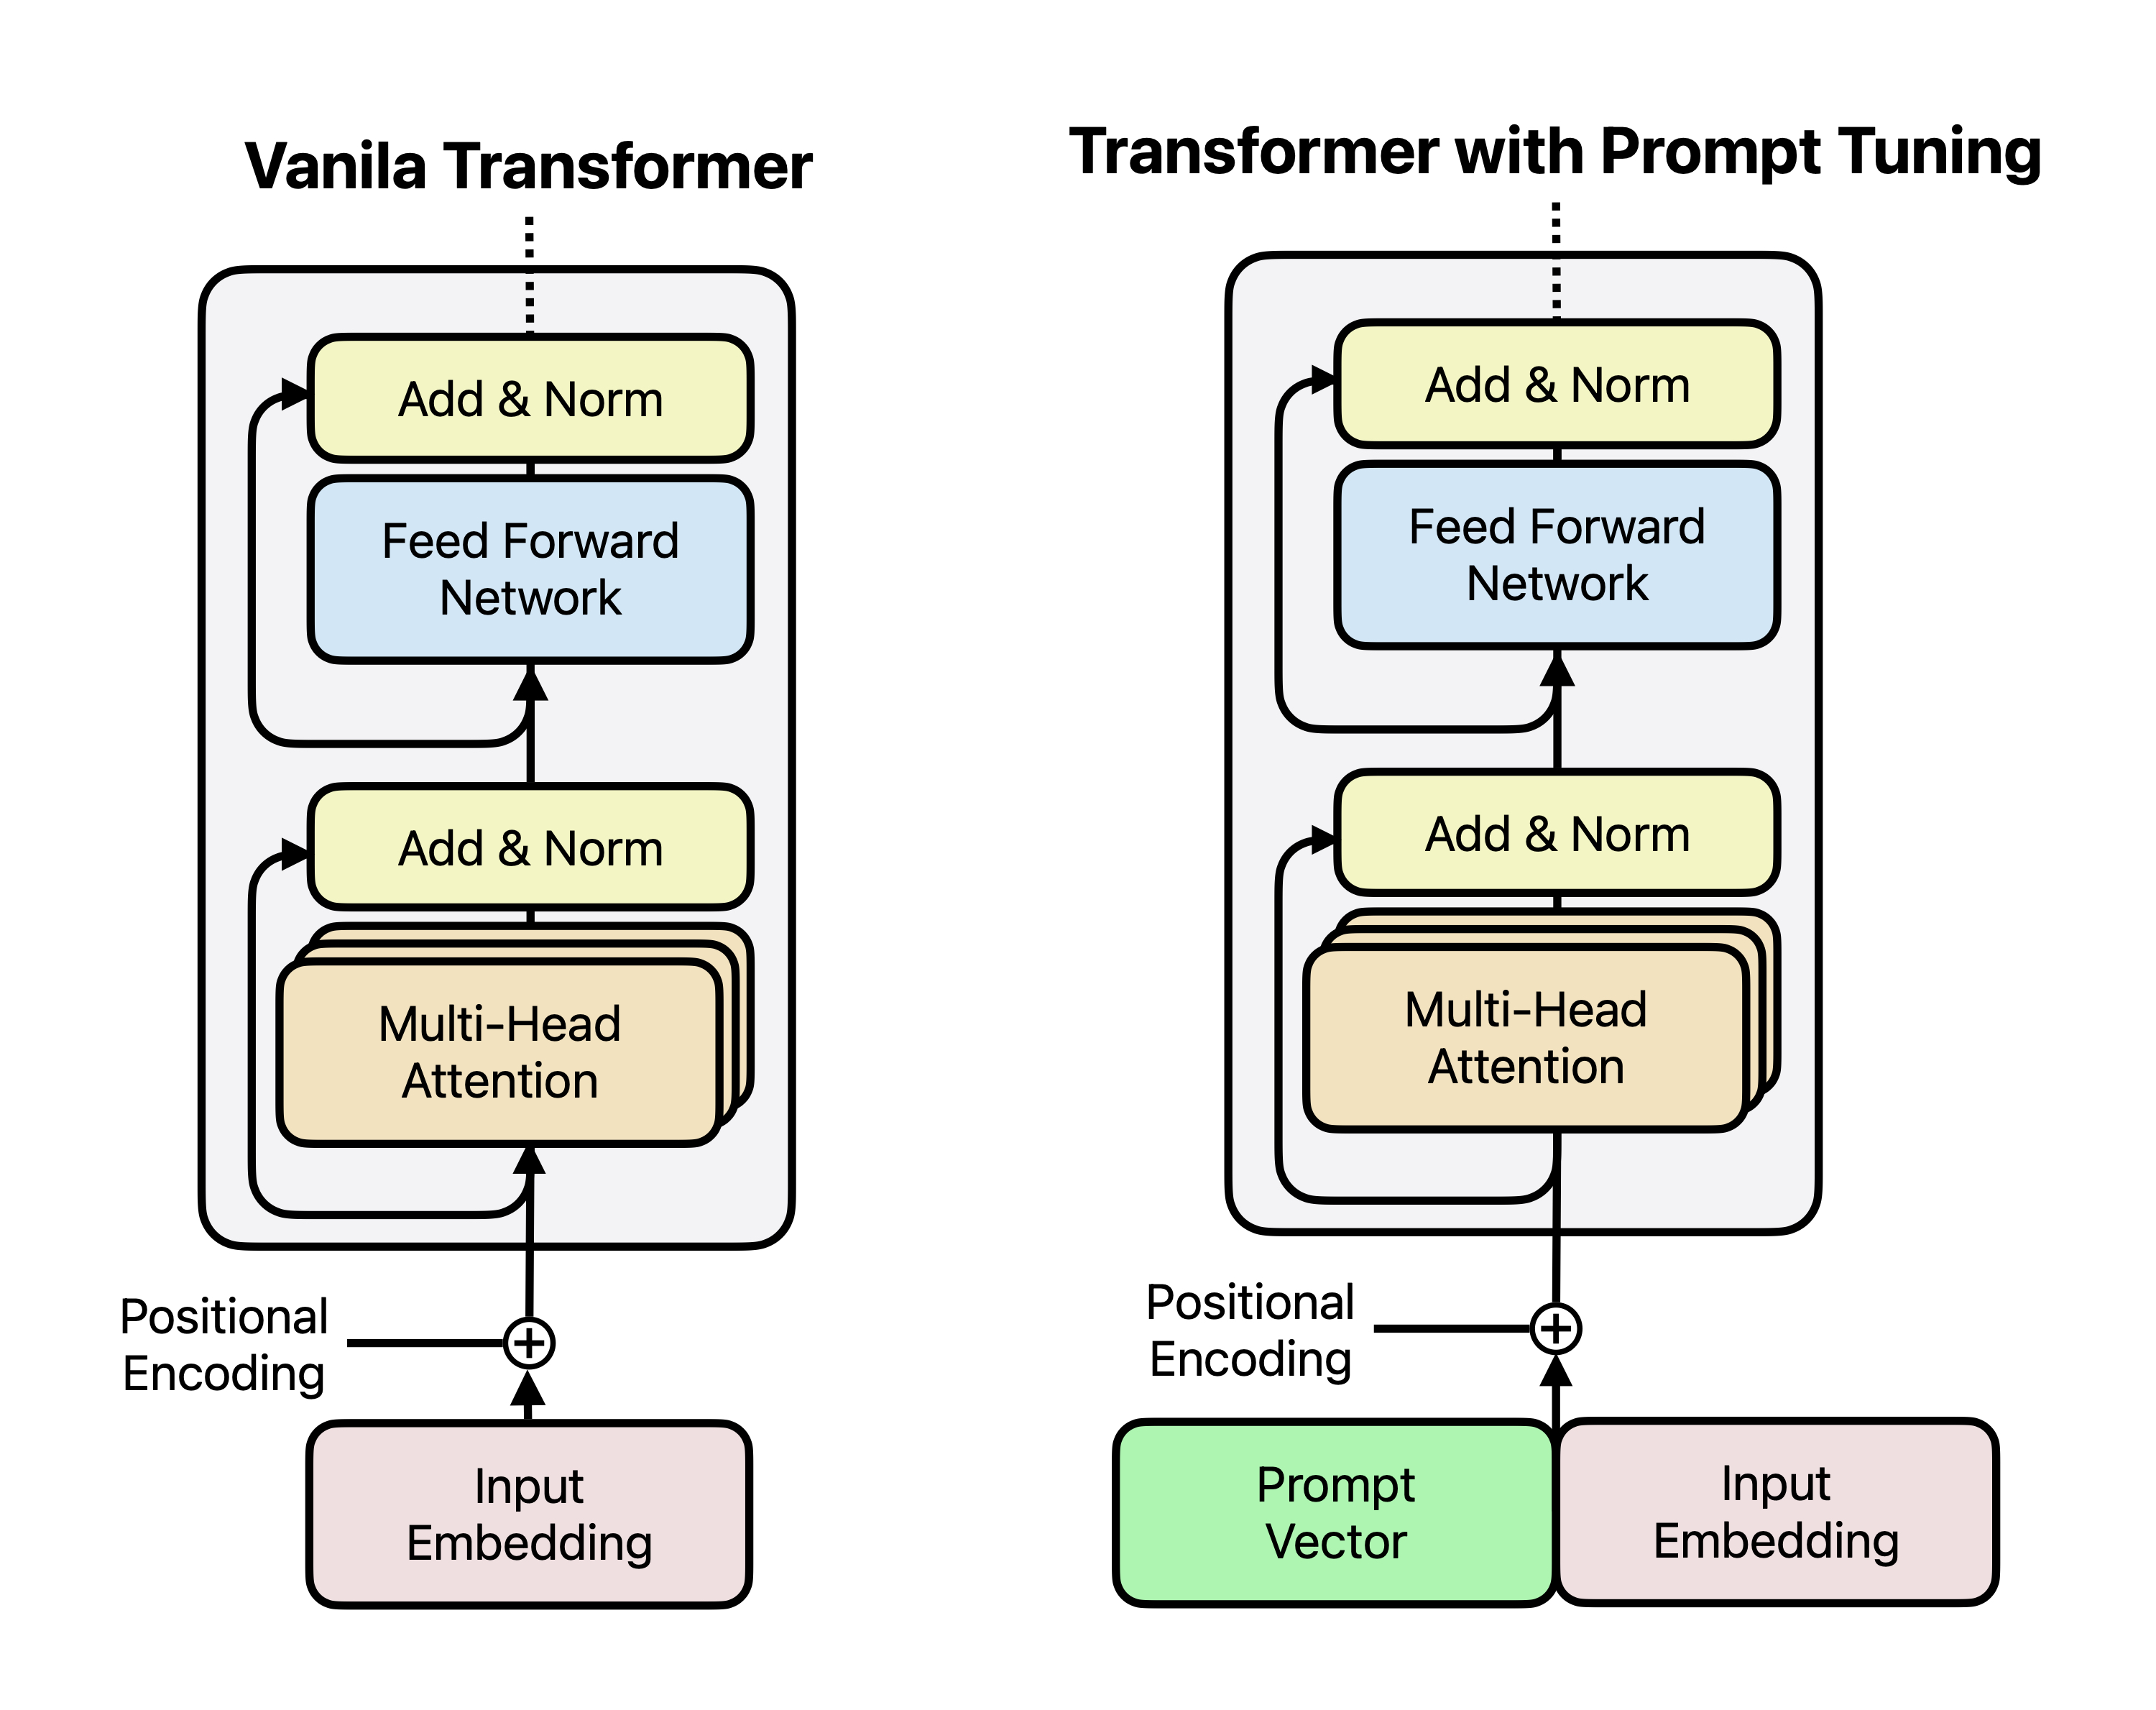 Vanila Transformer
Add & Norm
Feed Forward
Network
Add & Norm
Multi-Head
Attention
Positional
Encoding
Input
Embedding
Transformer with Prompt Tuning
Add & Norm
Feed Forward
Network
Add & Norm
Multi-Head
Attention
Positional
Encoding
Prompt
Vector
Input
Embedding